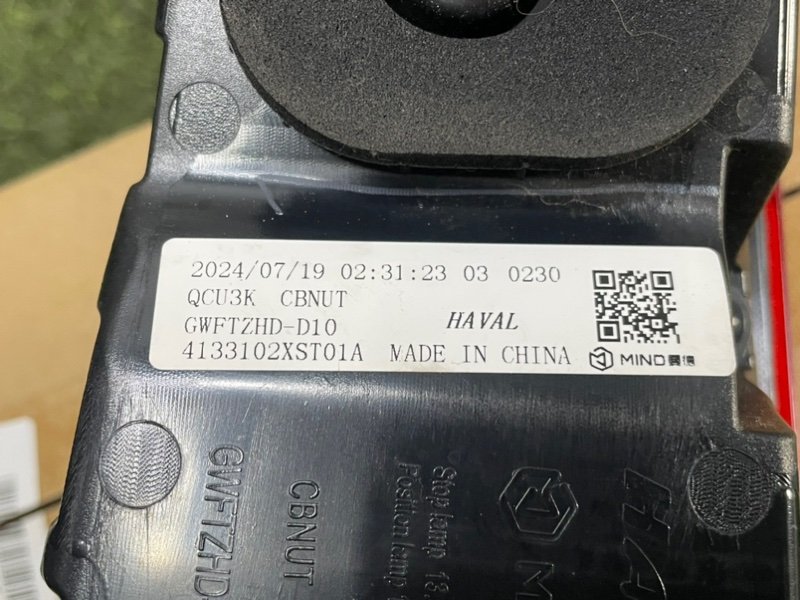 2024/07/19 02:31:23 03 0230
QCU3K CBNUT
GWFTZHD-D10 HAVAL
4133102XST01A MADE IN CHINA MIND
GWFTZHD-
CBNUT
Stop lamp
Position lamp
HA
M